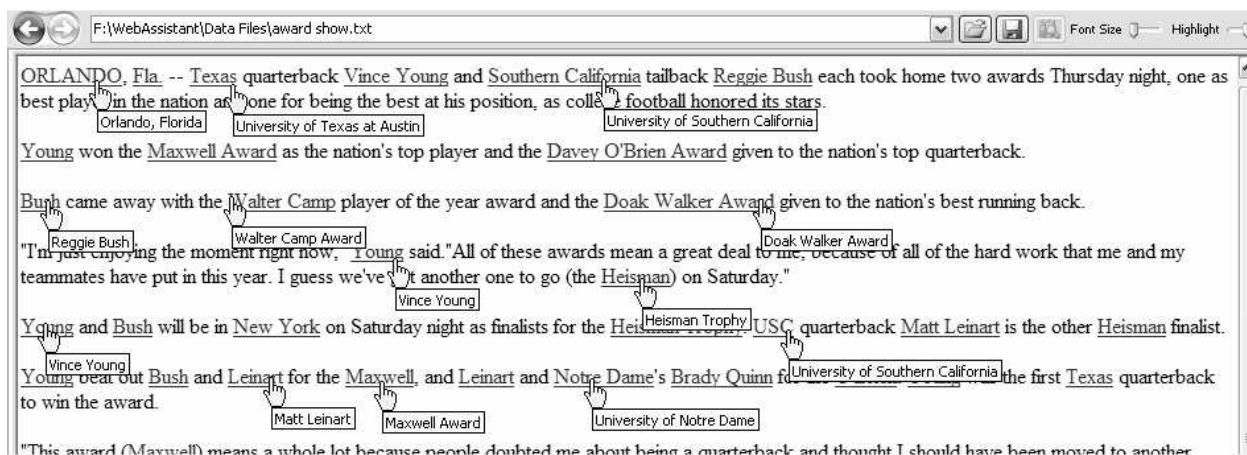 F:\WebAssistant\Data Files\award show.txt Font Size Highlight
ORLANDO, Fla. -- Texas quarterback Vince Young and Southern California tailback Reggie Bush each took home two awards Thursday night, one as
best play in the nation and one for being the best at his position, as college football honored its stars.
Orlando, Florida University of Texas at Austin University of Southern California
Young won the Maxwell Award as the nation's top player and the Davey O'Brien Award given to the nation's top quarterback.
Bush came away with the Walter Camp player of the year award and the Doak Walker Award given to the nation's best running back.
Reggie Bush Walter Camp Award Doak Walker Award
"I'm just enjoying the moment right now," Young said."All of these awards mean a great deal to me, because of all of the hard work that me and my
teammates have put in this year. I guess we've got another one to go (the Heisman) on Saturday."
Vince Young Heisman Trophy
Young and Bush will be in New York on Saturday night as finalists for the Heisman Trophy. USC quarterback Matt Leinart is the other Heisman finalist.
Vince Young University of Southern California
Young beat out Bush and Leinart for the Maxwell, and Leinart and Notre Dame's Brady Quinn the first Texas quarterback
to win the award.
Matt Leinart Maxwell Award University of Notre Dame
"This award (Maxwell) means a whole lot because people doubted me about being a quarterback and thought I should have been moved to another